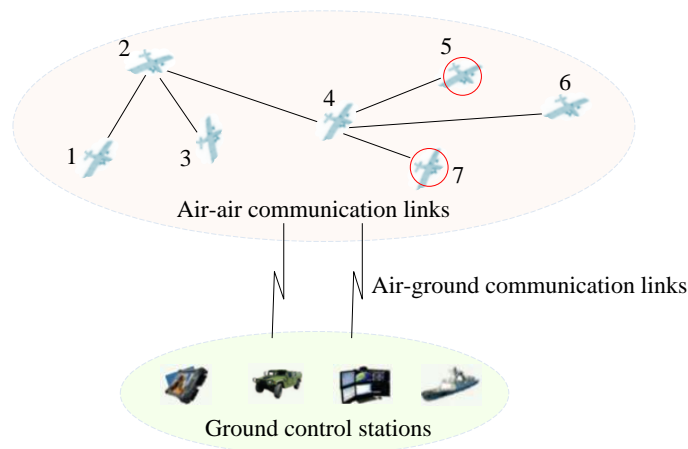 2
5
4
6
1
3
7
Air-air communication links
Air-ground communication links
Ground control stations